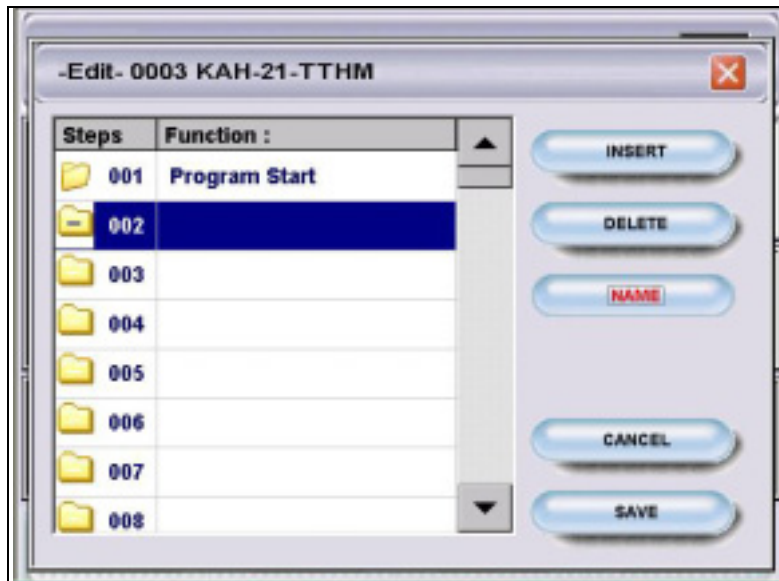 -Edit- 0003 KAH-21-TTHM
Steps Function :
001 Program Start
002
003
004
005
006
007
008
INSERT
DELETE
NAME
CANCEL
SAVE